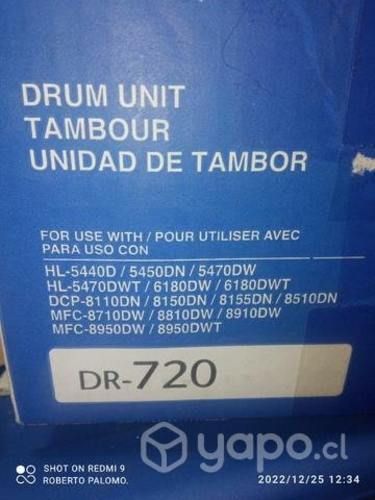 DRUM UNIT
TAMBOUR
UNIDAD DE TAMBOR
FOR USE WITH / POUR UTILISER AVEC
PARA USO CON
HL-5440D / 5450DN / 5470DW
HL-5470DWT / 6180DW / 6180DWT
DCP-8110DN / 8150DN / 8155DN / 8510DN
MFC-8710DW / 8810DW / 8910DW
MFC-8950DW / 8950DWT
DR-720
yapo.cl
SHOT ON REDMI 9
ROBERTO PALOMO.
2022/12/25 12:34